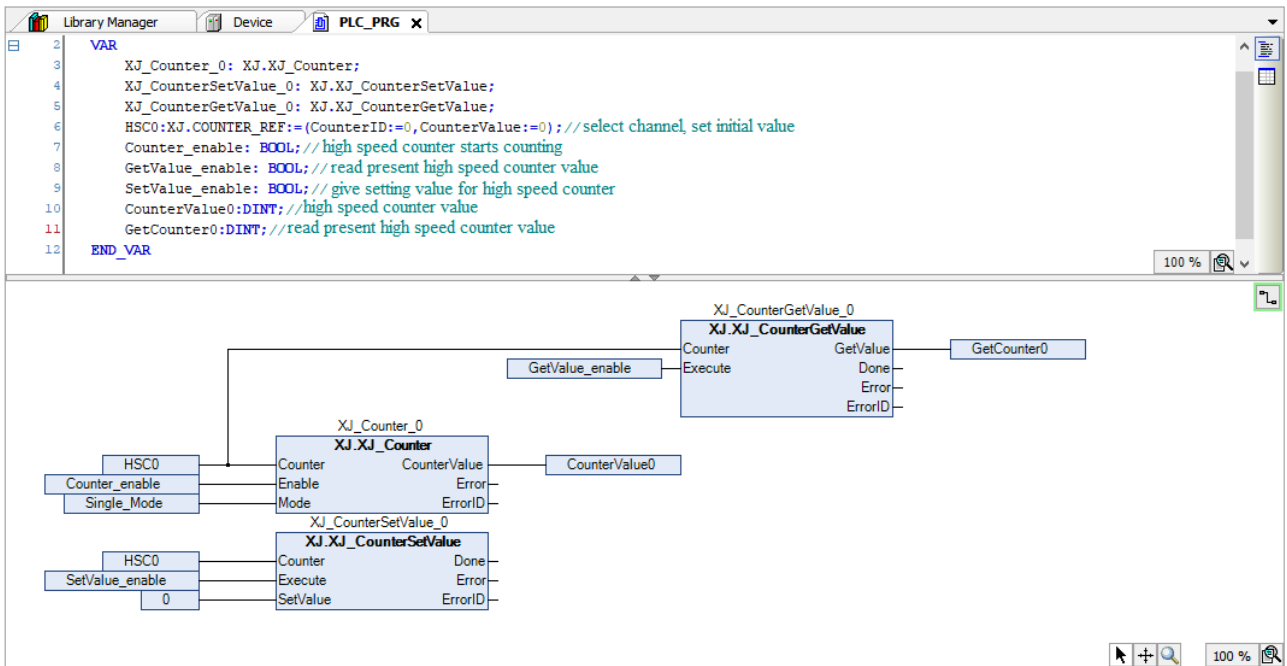 Library Manager Device PLC_PRG X
2 VAR
3 XJ_Counter_0: XJ.XJ_Counter;
4 XJ_CounterSetValue_0: XJ.XJ_CounterSetValue;
5 XJ_CounterGetValue_0: XJ.XJ_CounterGetValue;
6 HSC0:XJ.COUNTER_REF:=(CounterID:=0,CounterValue:=0);//select channel, set initial value
7 Counter_enable: BOOL;//high speed counter starts counting
8 GetValue_enable: BOOL;//read present high speed counter value
9 SetValue_enable: BOOL;//give setting value for high speed counter
10 CounterValue0:DINT;//high speed counter value
11 GetCounter0:DINT;//read present high speed counter value
12 END_VAR
100 %
XJ_CounterGetValue_0
XJ.XJ_CounterGetValue
Counter GetValue GetCounter0
GetValue_enable Execute Done
Error
ErrorID
XJ_Counter_0
XJ.XJ_Counter
HSC0 Counter CounterValue CounterValue0
Counter_enable Enable Error
Single_Mode Mode ErrorID
XJ_CounterSetValue_0
XJ.XJ_CounterSetValue
HSC0 Counter Done
SetValue_enable Execute Error
0 SetValue ErrorID
100 %